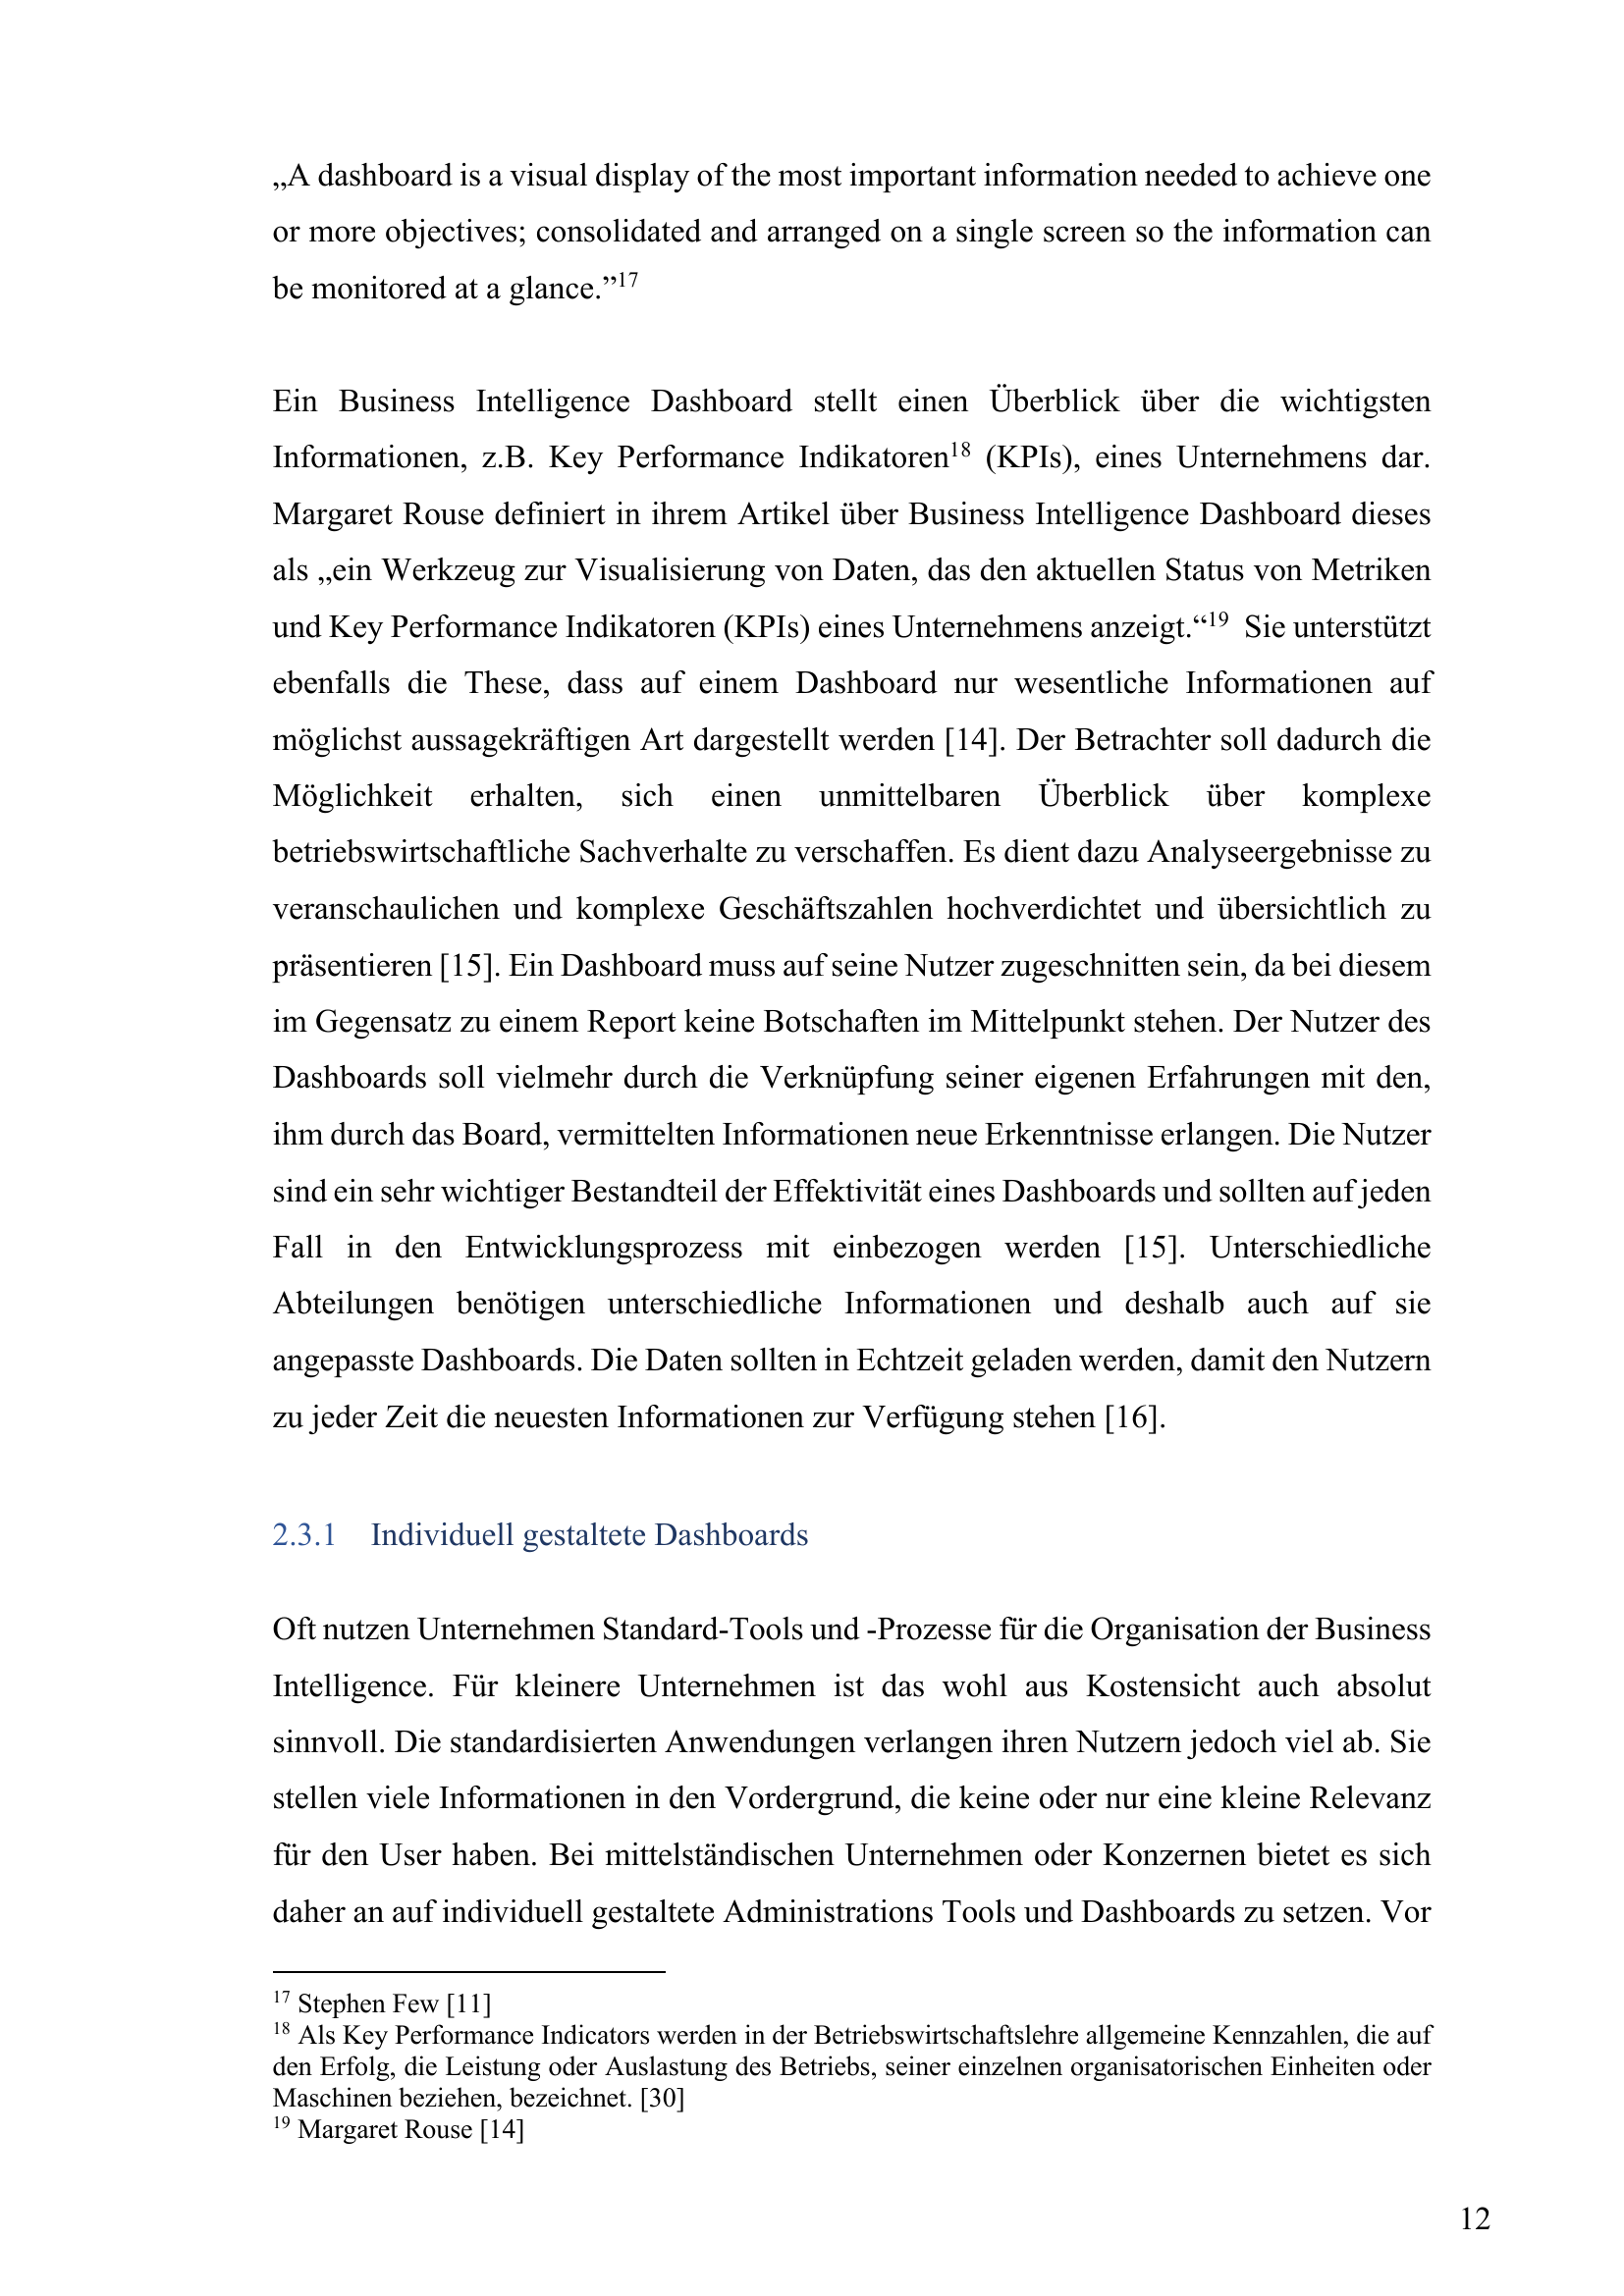 „A dashboard is a visual display of the most important information needed to achieve one
or more objectives; consolidated and arranged on a single screen so the information can
be monitored at a glance.”17
Ein Business Intelligence Dashboard stellt einen Überblick über die wichtigsten
Informationen, z.B. Key Performance Indikatoren18 (KPIs), eines Unternehmens dar.
Margaret Rouse definiert in ihrem Artikel über Business Intelligence Dashboard dieses
als „ein Werkzeug zur Visualisierung von Daten, das den aktuellen Status von Metriken
und Key Performance Indikatoren (KPIs) eines Unternehmens anzeigt.“19 Sie unterstützt
ebenfalls die These, dass auf einem Dashboard nur wesentliche Informationen auf
möglichst aussagekräftigen Art dargestellt werden [14]. Der Betrachter soll dadurch die
Möglichkeit erhalten, sich einen unmittelbaren Überblick über komplexe
betriebswirtschaftliche Sachverhalte zu verschaffen. Es dient dazu Analyseergebnisse zu
veranschaulichen und komplexe Geschäftszahlen hochverdichtet und übersichtlich zu
präsentieren [15]. Ein Dashboard muss auf seine Nutzer zugeschnitten sein, da bei diesem
im Gegensatz zu einem Report keine Botschaften im Mittelpunkt stehen. Der Nutzer des
Dashboards soll vielmehr durch die Verknüpfung seiner eigenen Erfahrungen mit den,
ihm durch das Board, vermittelten Informationen neue Erkenntnisse erlangen. Die Nutzer
sind ein sehr wichtiger Bestandteil der Effektivität eines Dashboards und sollten auf jeden
Fall in den Entwicklungsprozess mit einbezogen werden [15]. Unterschiedliche
Abteilungen benötigen unterschiedliche Informationen und deshalb auch auf sie
angepasste Dashboards. Die Daten sollten in Echtzeit geladen werden, damit den Nutzern
zu jeder Zeit die neuesten Informationen zur Verfügung stehen [16].
2.3.1 Individuell gestaltete Dashboards
Oft nutzen Unternehmen Standard-Tools und -Prozesse für die Organisation der Business
Intelligence. Für kleinere Unternehmen ist das wohl aus Kostensicht auch absolut
sinnvoll. Die standardisierten Anwendungen verlangen ihren Nutzern jedoch viel ab. Sie
stellen viele Informationen in den Vordergrund, die keine oder nur eine kleine Relevanz
für den User haben. Bei mittelständischen Unternehmen oder Konzernen bietet es sich
daher an auf individuell gestaltete Administrations Tools und Dashboards zu setzen. Vor
17 Stephen Few [11]
18 Als Key Performance Indicators werden in der Betriebswirtschaftslehre allgemeine Kennzahlen, die auf
den Erfolg, die Leistung oder Auslastung des Betriebs, seiner einzelnen organisatorischen Einheiten oder
Maschinen beziehen, bezeichnet. [30]
19 Margaret Rouse [14]
12